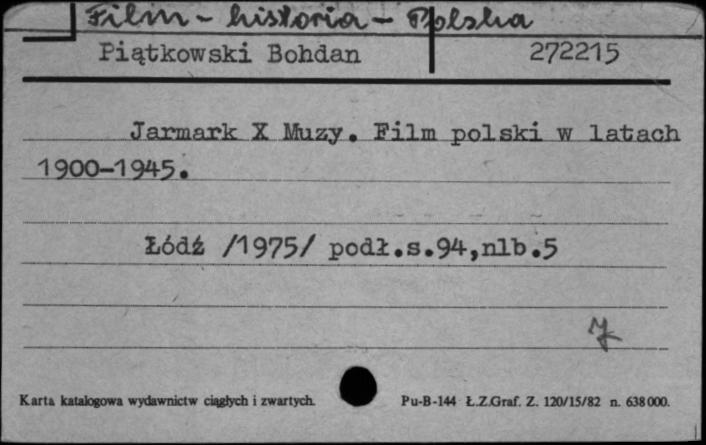 Film - historia - Polska
Piątkowski Bohdan 272215
Jarmark X Muzy. Film polski w latach
1900-1945.
Łódź /1975/ podł.s.94,nlb.5
Karta katalogowa wydawnictw ciągłych i zwartych. Pu-B-144 Ł.Z.Graf. Z. 120/15/82 n. 638000.